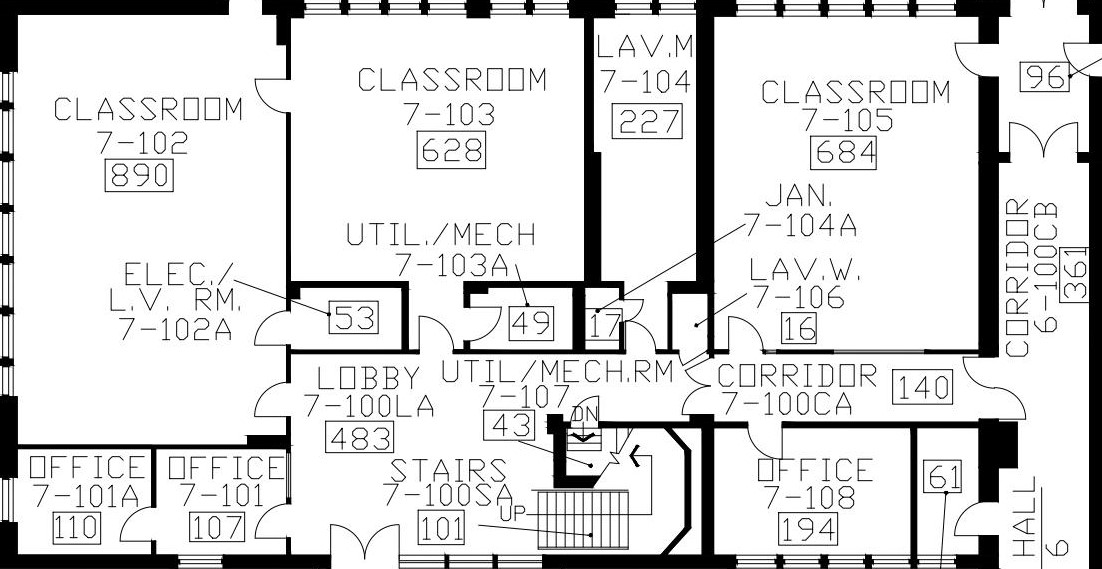 CLASSROOM
7-102
890
CLASSROOM
7-103
628
LAV.M
7-104
227
CLASSROOM
7-105
684
96
JAN.
7-104A
UTIL./MECH
7-103A
ELEC./
L.V. RM.
7-102A
53
49
17
LAV.W.
7-106
16
CORRIDOR
6-100CB
361
LOBBY
7-100LA
483
UTIL/MECH.RM
7-107
43
DN
CORRIDOR
7-100CA
140
OFFICE
7-101A
110
OFFICE
7-101
107
STAIRS
7-100SA
101
UP
OFFICE
7-108
194
61
HALL
6